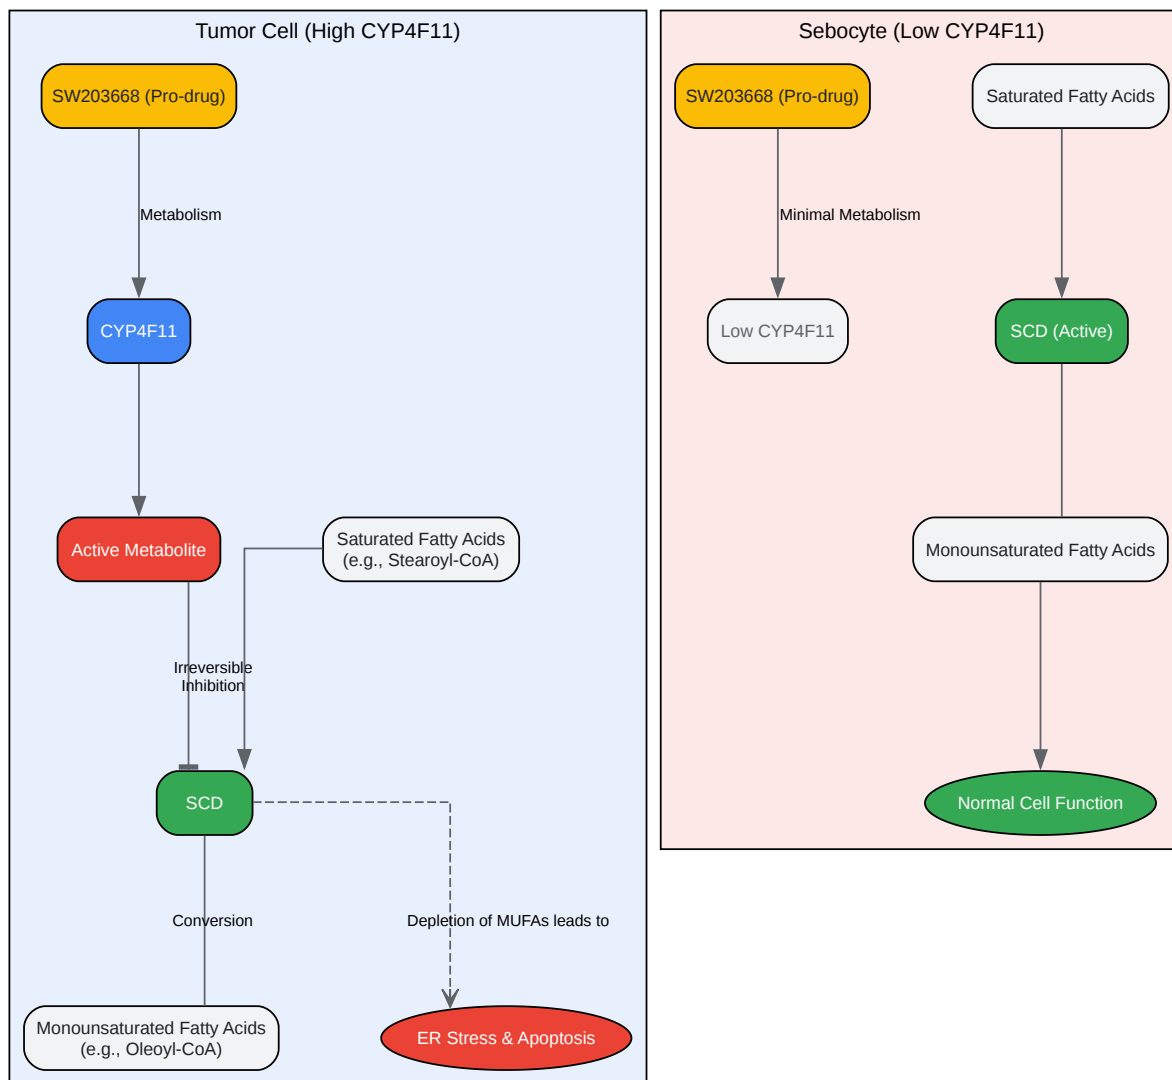 Tumor Cell (High CYP4F11)
SW203668 (Pro-drug)
Metabolism
CYP4F11
Active Metabolite
Saturated Fatty Acids
(e.g., Stearoyl-CoA)
Irreversible
Inhibition
SCD
Conversion
Depletion of MUFAs leads to
Monounsaturated Fatty Acids
(e.g., Oleoyl-CoA)
ER Stress & Apoptosis
Sebocyte (Low CYP4F11)
SW203668 (Pro-drug)
Saturated Fatty Acids
Minimal Metabolism
Low CYP4F11
SCD (Active)
Monounsaturated Fatty Acids
Normal Cell Function